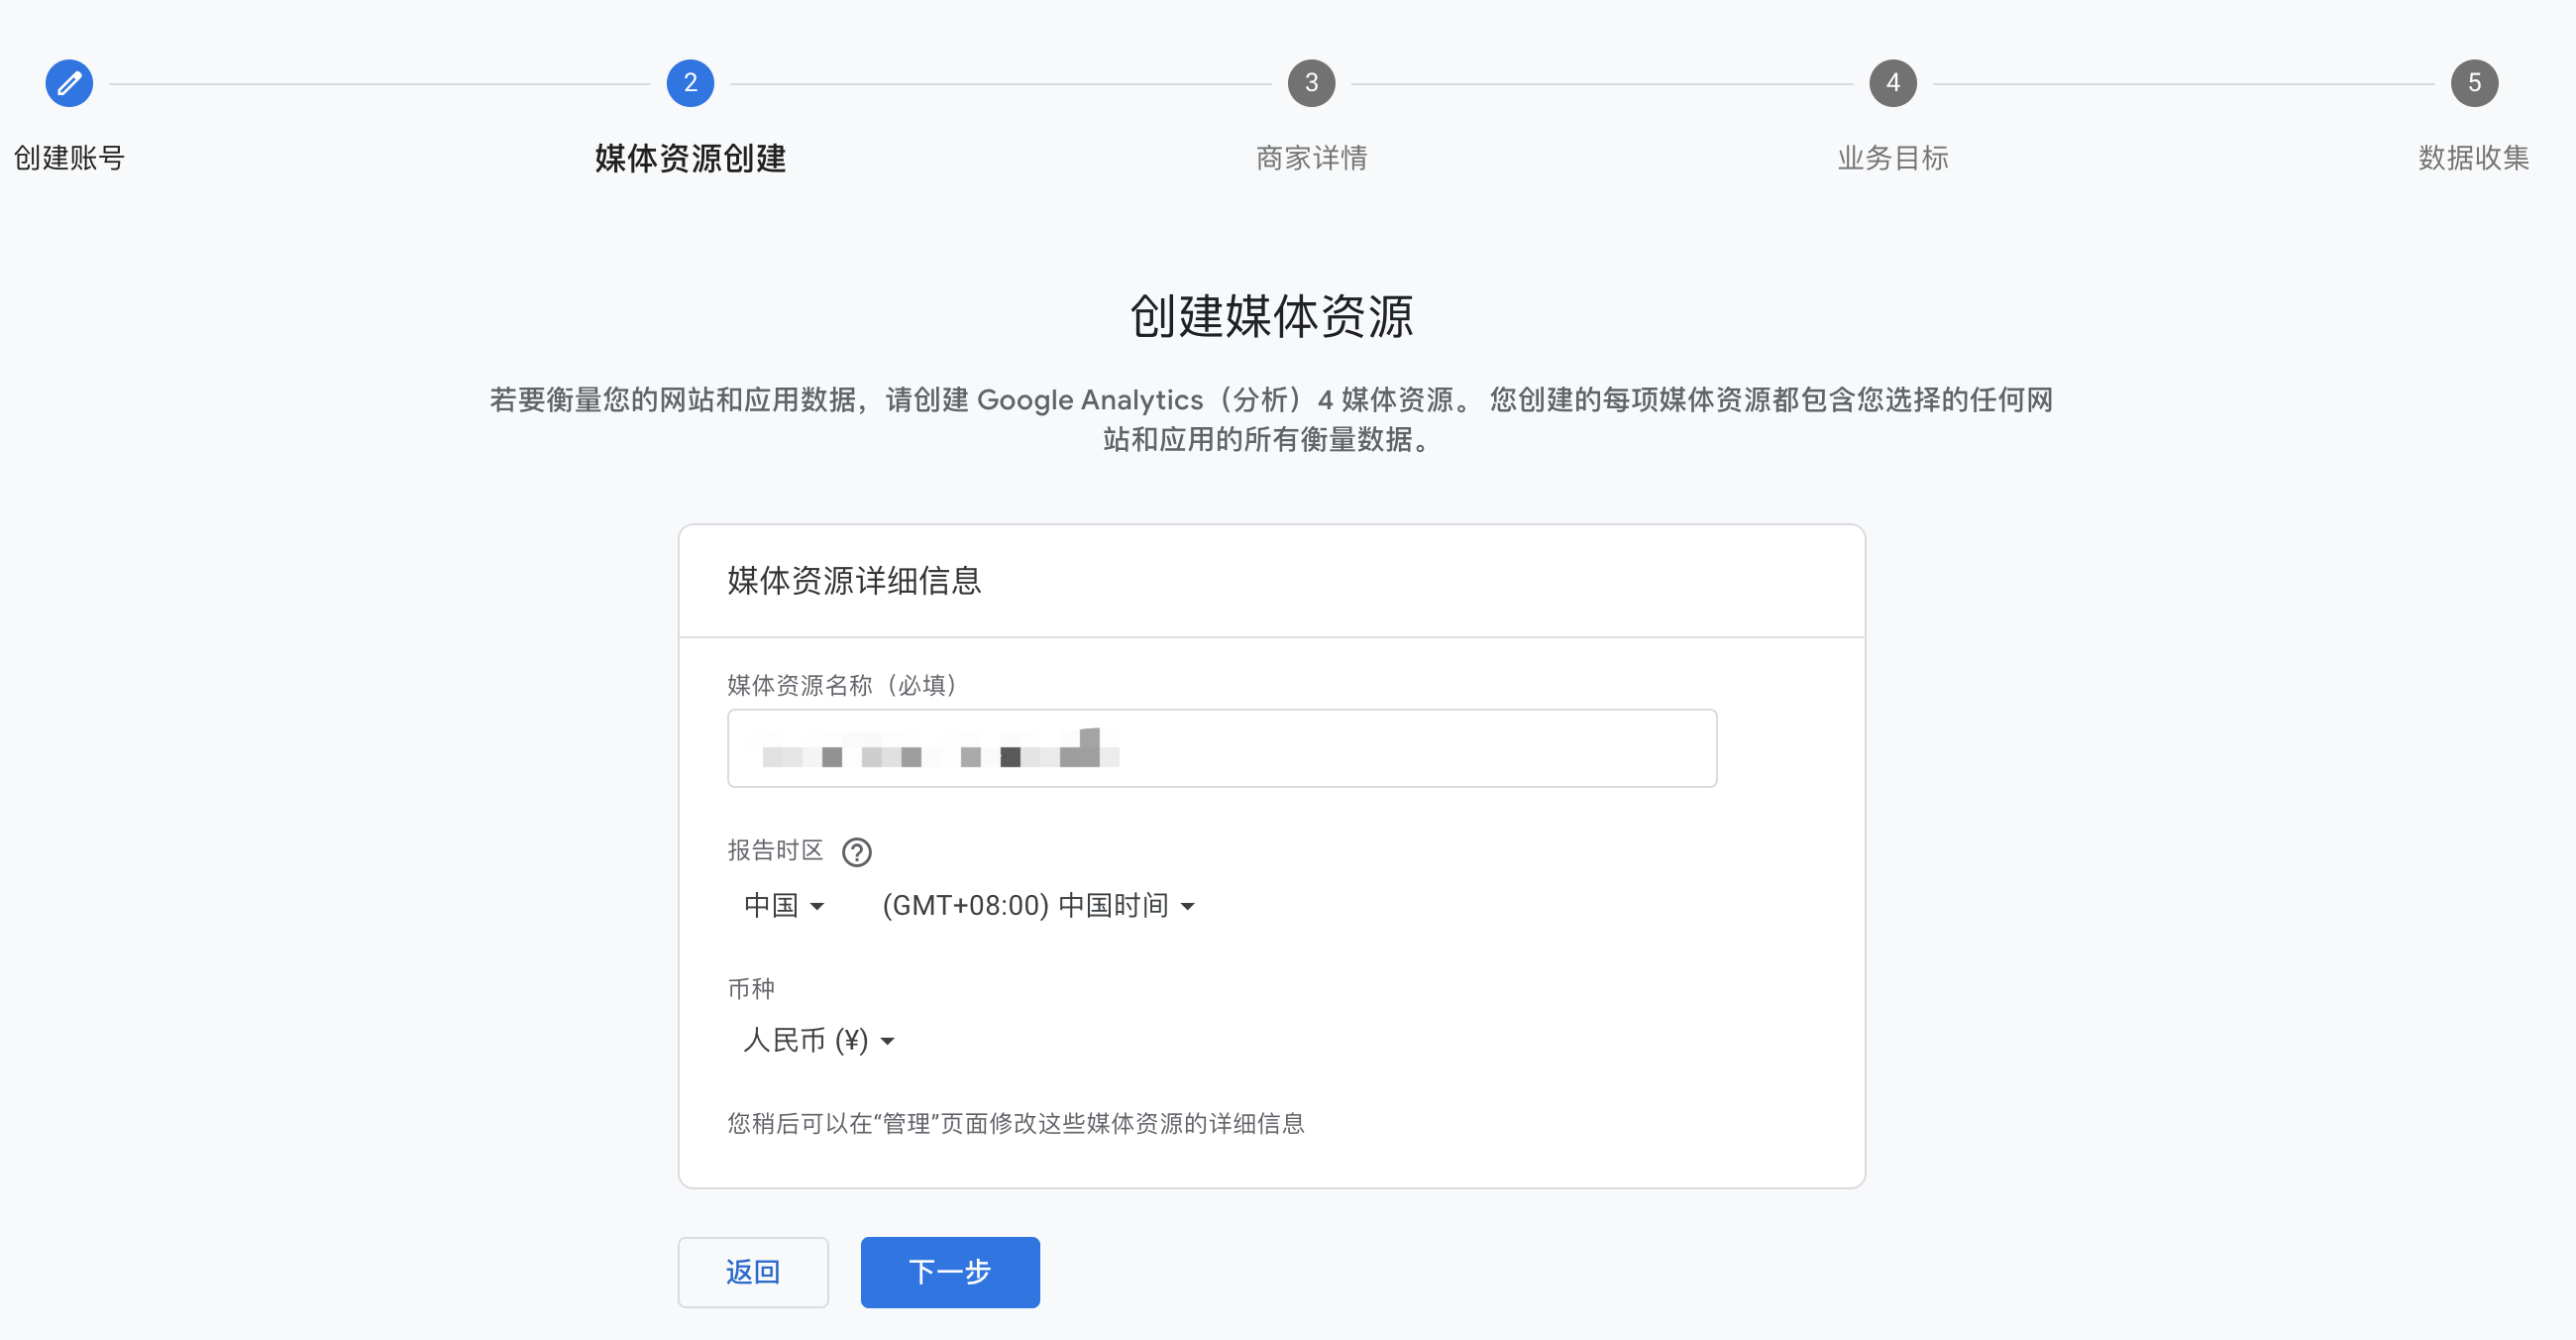 2
3
4
5
创建账号
媒体资源创建
商家详情
业务目标
数据收集
创建媒体资源
若要衡量您的网站和应用数据，请创建 Google Analytics（分析）4 媒体资源。 您创建的每项媒体资源都包含您选择的任何网
站和应用的所有衡量数据。
媒体资源详细信息
媒体资源名称（必填）
报告时区 ?
中国 (GMT+08:00) 中国时间
币种
人民币 (¥)
您稍后可以在“管理”页面修改这些媒体资源的详细信息
返回 下一步